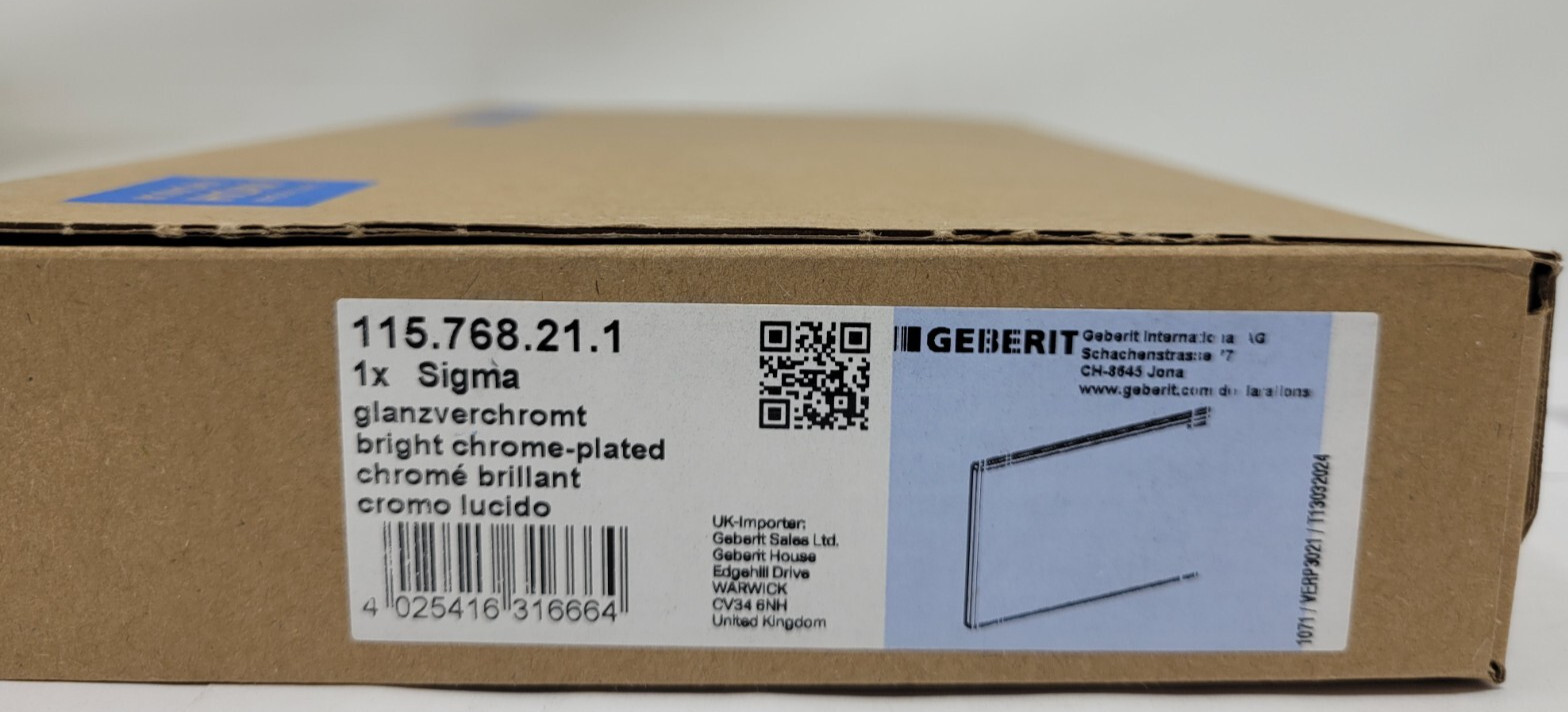 115.768.21.1
1x Sigma
glanzverchromt
bright chrome-plated
chromé brillant
cromo lucido
4 025416 316664
UK-Importer:
Geberit Sales Ltd.
Geberit House
Edgehill Drive
WARWICK
CV34 6NH
United Kingdom
GEBERIT
Geberit
Schachenstrasse
CH-8645 Jona
1071 / VERP3021 / T13032024